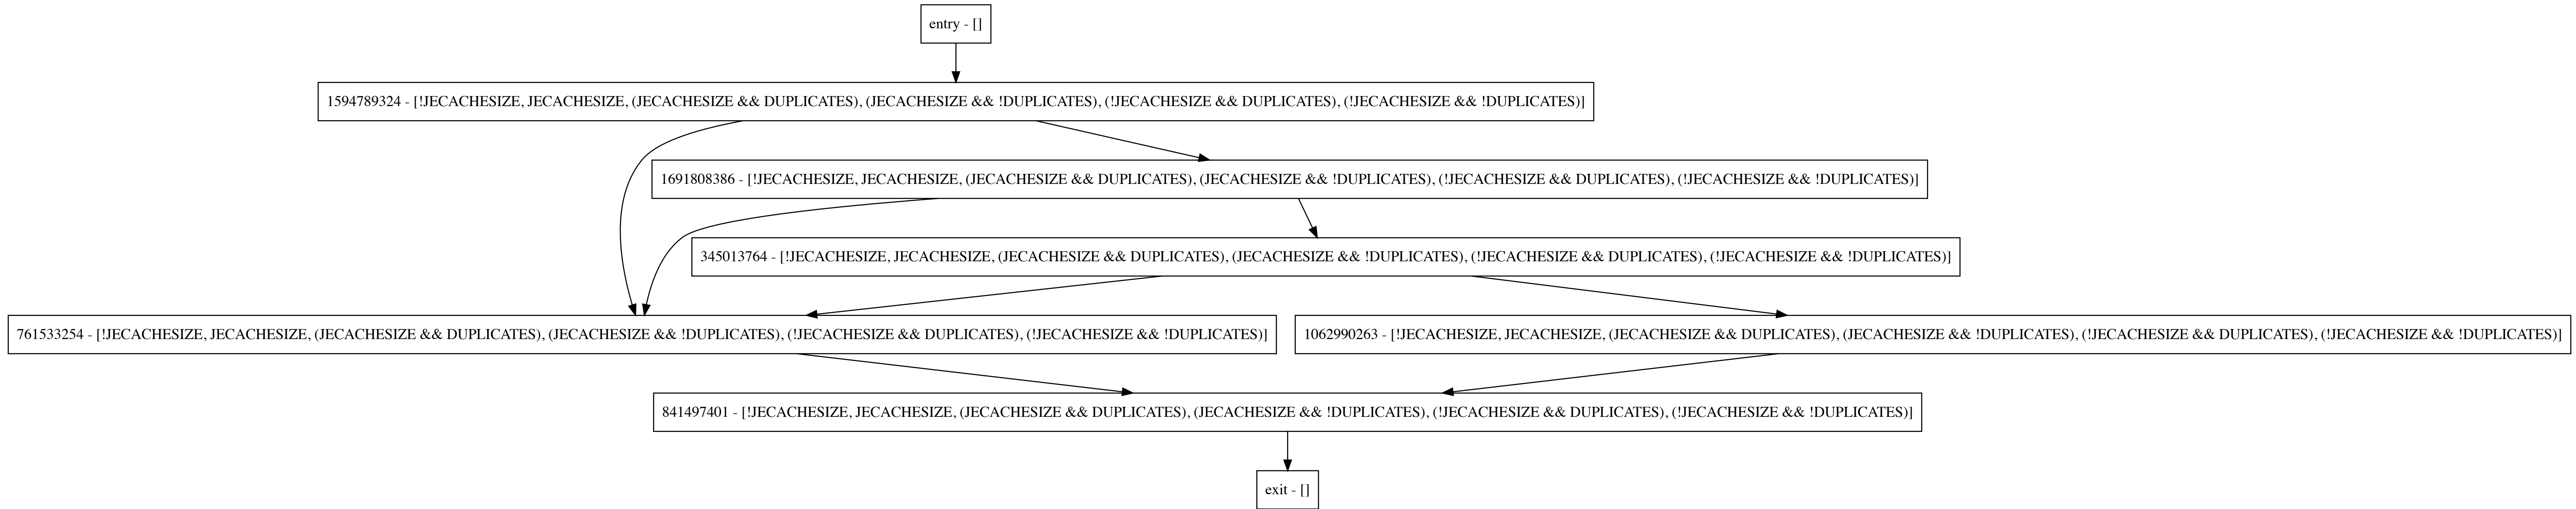 entry - []
1594789324 - [!JECACHESIZE, JECACHESIZE, (JECACHESIZE && DUPLICATES), (JECACHESIZE && !DUPLICATES), (!JECACHESIZE && DUPLICATES), (!JECACHESIZE && !DUPLICATES)]
1691808386 - [!JECACHESIZE, JECACHESIZE, (JECACHESIZE && DUPLICATES), (JECACHESIZE && !DUPLICATES), (!JECACHESIZE && DUPLICATES), (!JECACHESIZE && !DUPLICATES)]
345013764 - [!JECACHESIZE, JECACHESIZE, (JECACHESIZE && DUPLICATES), (JECACHESIZE && !DUPLICATES), (!JECACHESIZE && DUPLICATES), (!JECACHESIZE && !DUPLICATES)]
761533254 - [!JECACHESIZE, JECACHESIZE, (JECACHESIZE && DUPLICATES), (JECACHESIZE && !DUPLICATES), (!JECACHESIZE && DUPLICATES), (!JECACHESIZE && !DUPLICATES)]
1062990263 - [!JECACHESIZE, JECACHESIZE, (JECACHESIZE && DUPLICATES), (JECACHESIZE && !DUPLICATES), (!JECACHESIZE && DUPLICATES), (!JECACHESIZE && !DUPLICATES)]
841497401 - [!JECACHESIZE, JECACHESIZE, (JECACHESIZE && DUPLICATES), (JECACHESIZE && !DUPLICATES), (!JECACHESIZE && DUPLICATES), (!JECACHESIZE && !DUPLICATES)]
exit - []